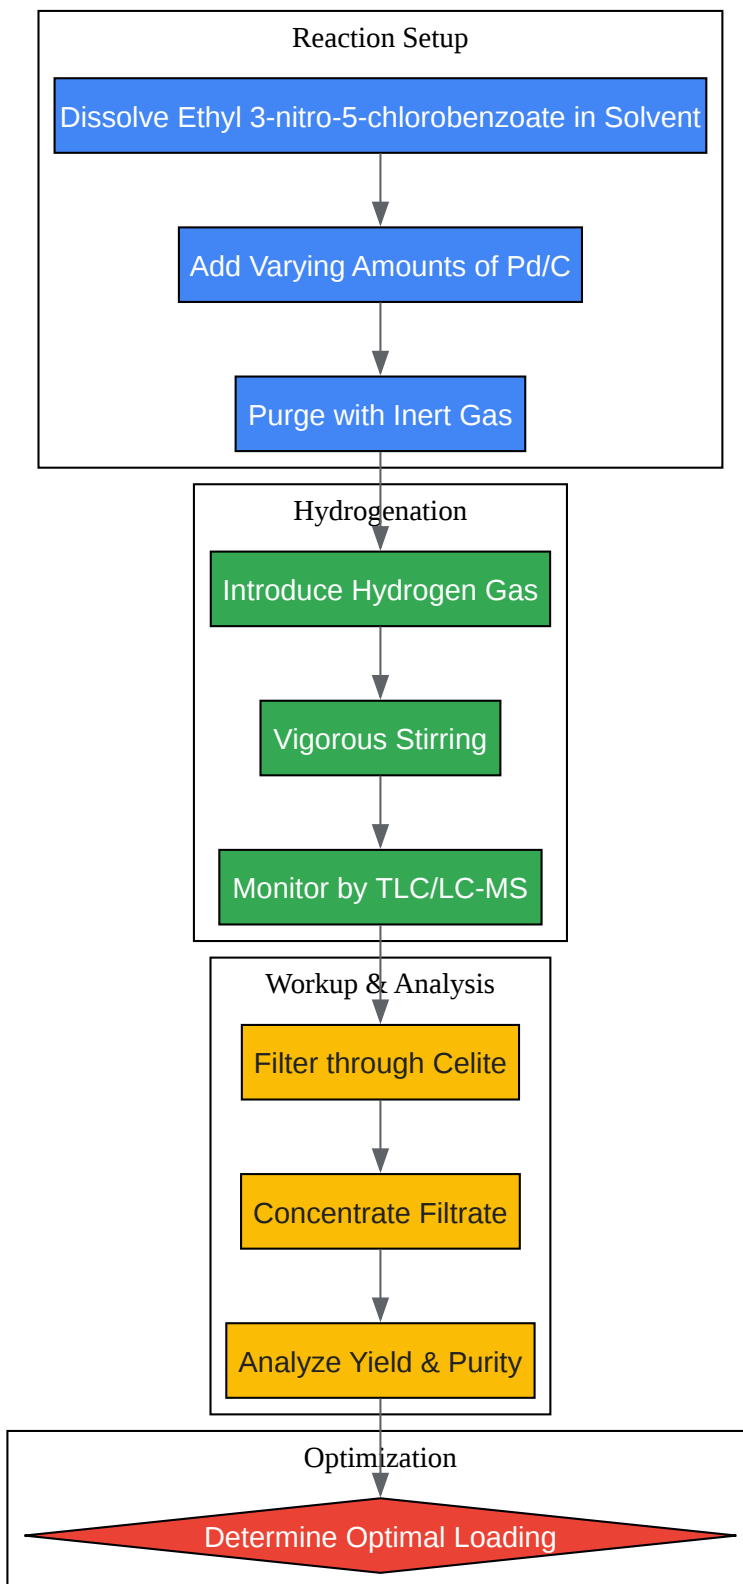 Reaction Setup
Dissolve Ethyl 3-nitro-5-chlorobenzoate in Solvent
Add Varying Amounts of Pd/C
Purge with Inert Gas
Hydrogenation
Introduce Hydrogen Gas
Vigorous Stirring
Monitor by TLC/LC-MS
Workup & Analysis
Filter through Celite
Concentrate Filtrate
Analyze Yield & Purity
Optimization
Determine Optimal Loading